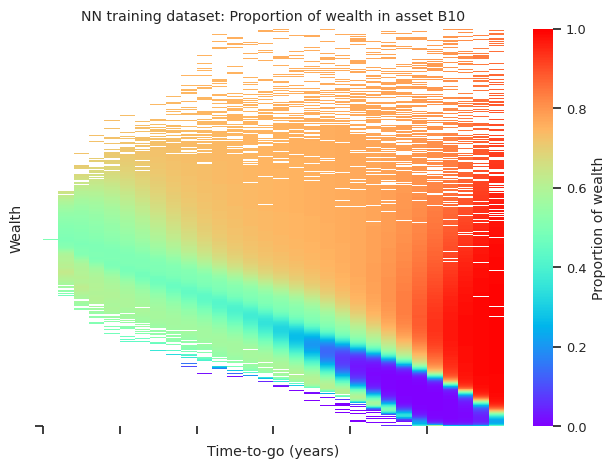 NN training dataset: Proportion of wealth in asset B10
1.0
0.8
0.6
0.4
0.2
0.0
Proportion of wealth
Wealth
Time-to-go (years)